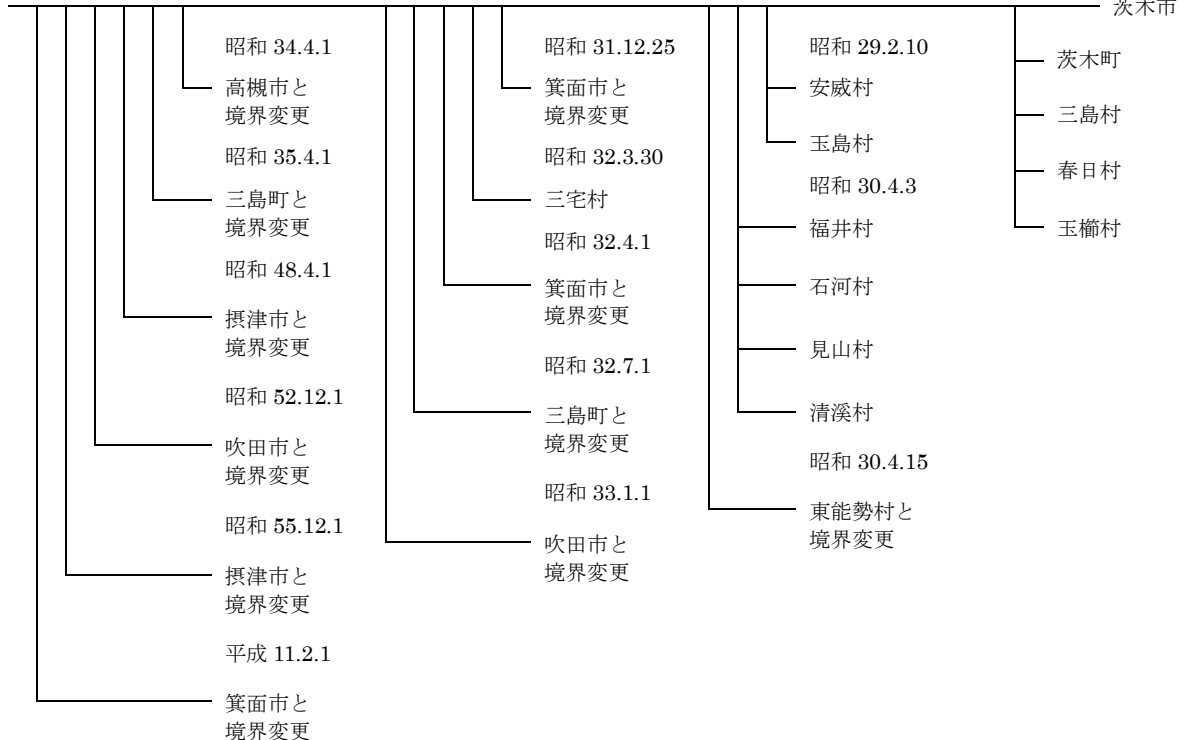 茨木市
茨木町
三島村
春日村
玉櫛村
昭和 29.2.10
安威村
玉島村
昭和 30.4.3
福井村
石河村
見山村
清溪村
昭和 30.4.15
東能勢村と
境界変更
昭和 31.12.25
箕面市と
境界変更
昭和 32.3.30
三宅村
昭和 32.4.1
箕面市と
境界変更
昭和 32.7.1
三島町と
境界変更
昭和 33.1.1
吹田市と
境界変更
昭和 34.4.1
高槻市と
境界変更
昭和 35.4.1
三島町と
境界変更
昭和 48.4.1
摂津市と
境界変更
昭和 52.12.1
吹田市と
境界変更
昭和 55.12.1
摂津市と
境界変更
平成 11.2.1
箕面市と
境界変更